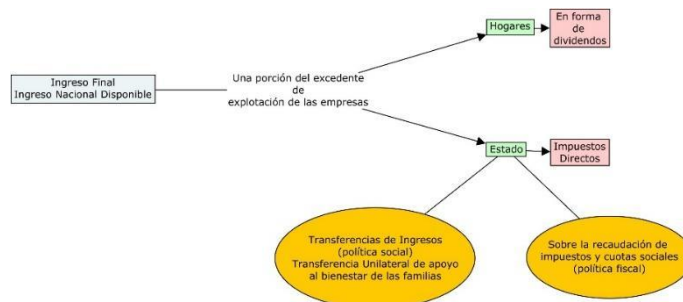 Hogares
En forma
de
dividendos
Ingreso Final
Ingreso Nacional Disponible
Una porción del excedente
de
explotación de las empresas
Estado
Impuestos
Directos
Transferencias de Ingresos
(política social)
Transferencia Unilateral de apoyo
al bienestar de las familias
Sobre la recaudación de
impuestos y cuotas sociales
(política fiscal)